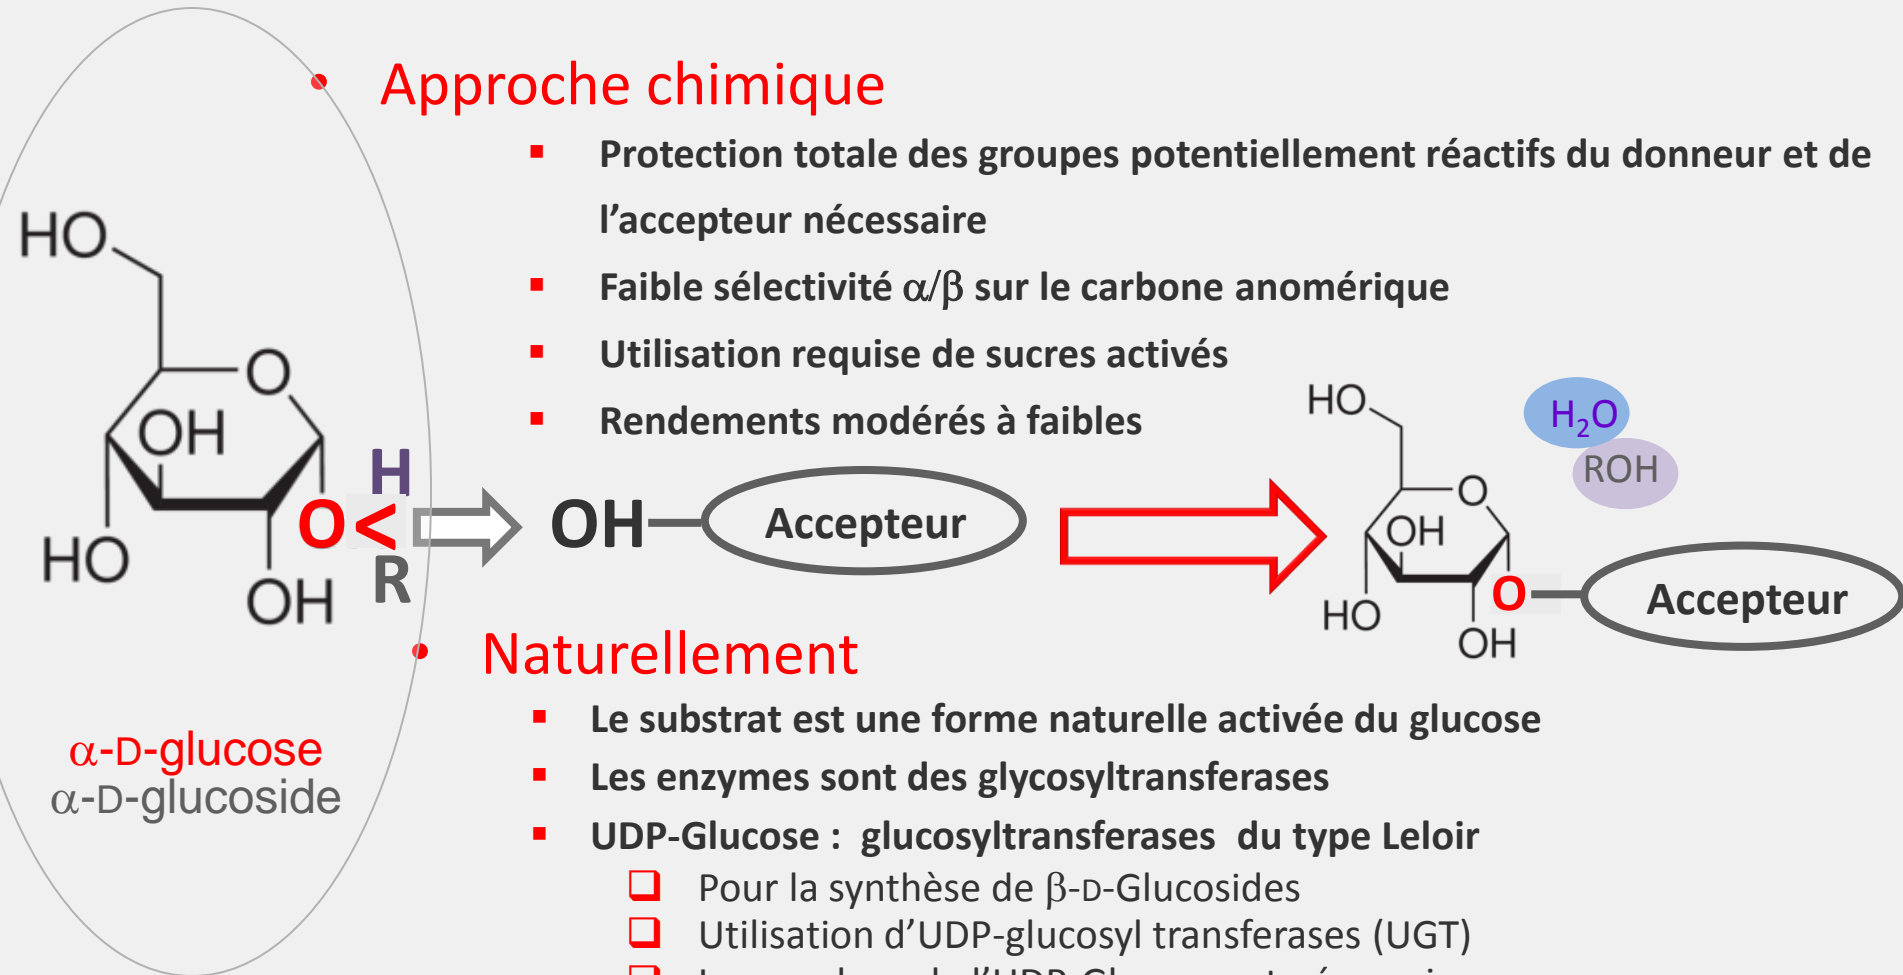 Approche chimique
Protection totale des groupes potentiellement réactifs du donneur et de
l’accepteur nécessaire
Faible sélectivité α/β sur le carbone anomérique
Utilisation requise de sucres activés
Rendements modérés à faibles
HO
O
OH
HO
OH
O<
H
R
α-D-glucose
α-D-glucoside
OH
Accepteur
H₂O
ROH
HO
O
OH
HO
OH
O
Accepteur
Naturellement
Le substrat est une forme naturelle activée du glucose
Les enzymes sont des glycosyltransferases
UDP-Glucose : glucosyltransferases du type Leloir
Pour la synthèse de β-D-Glucosides
Utilisation d’UDP-glucosyl transferases (UGT)